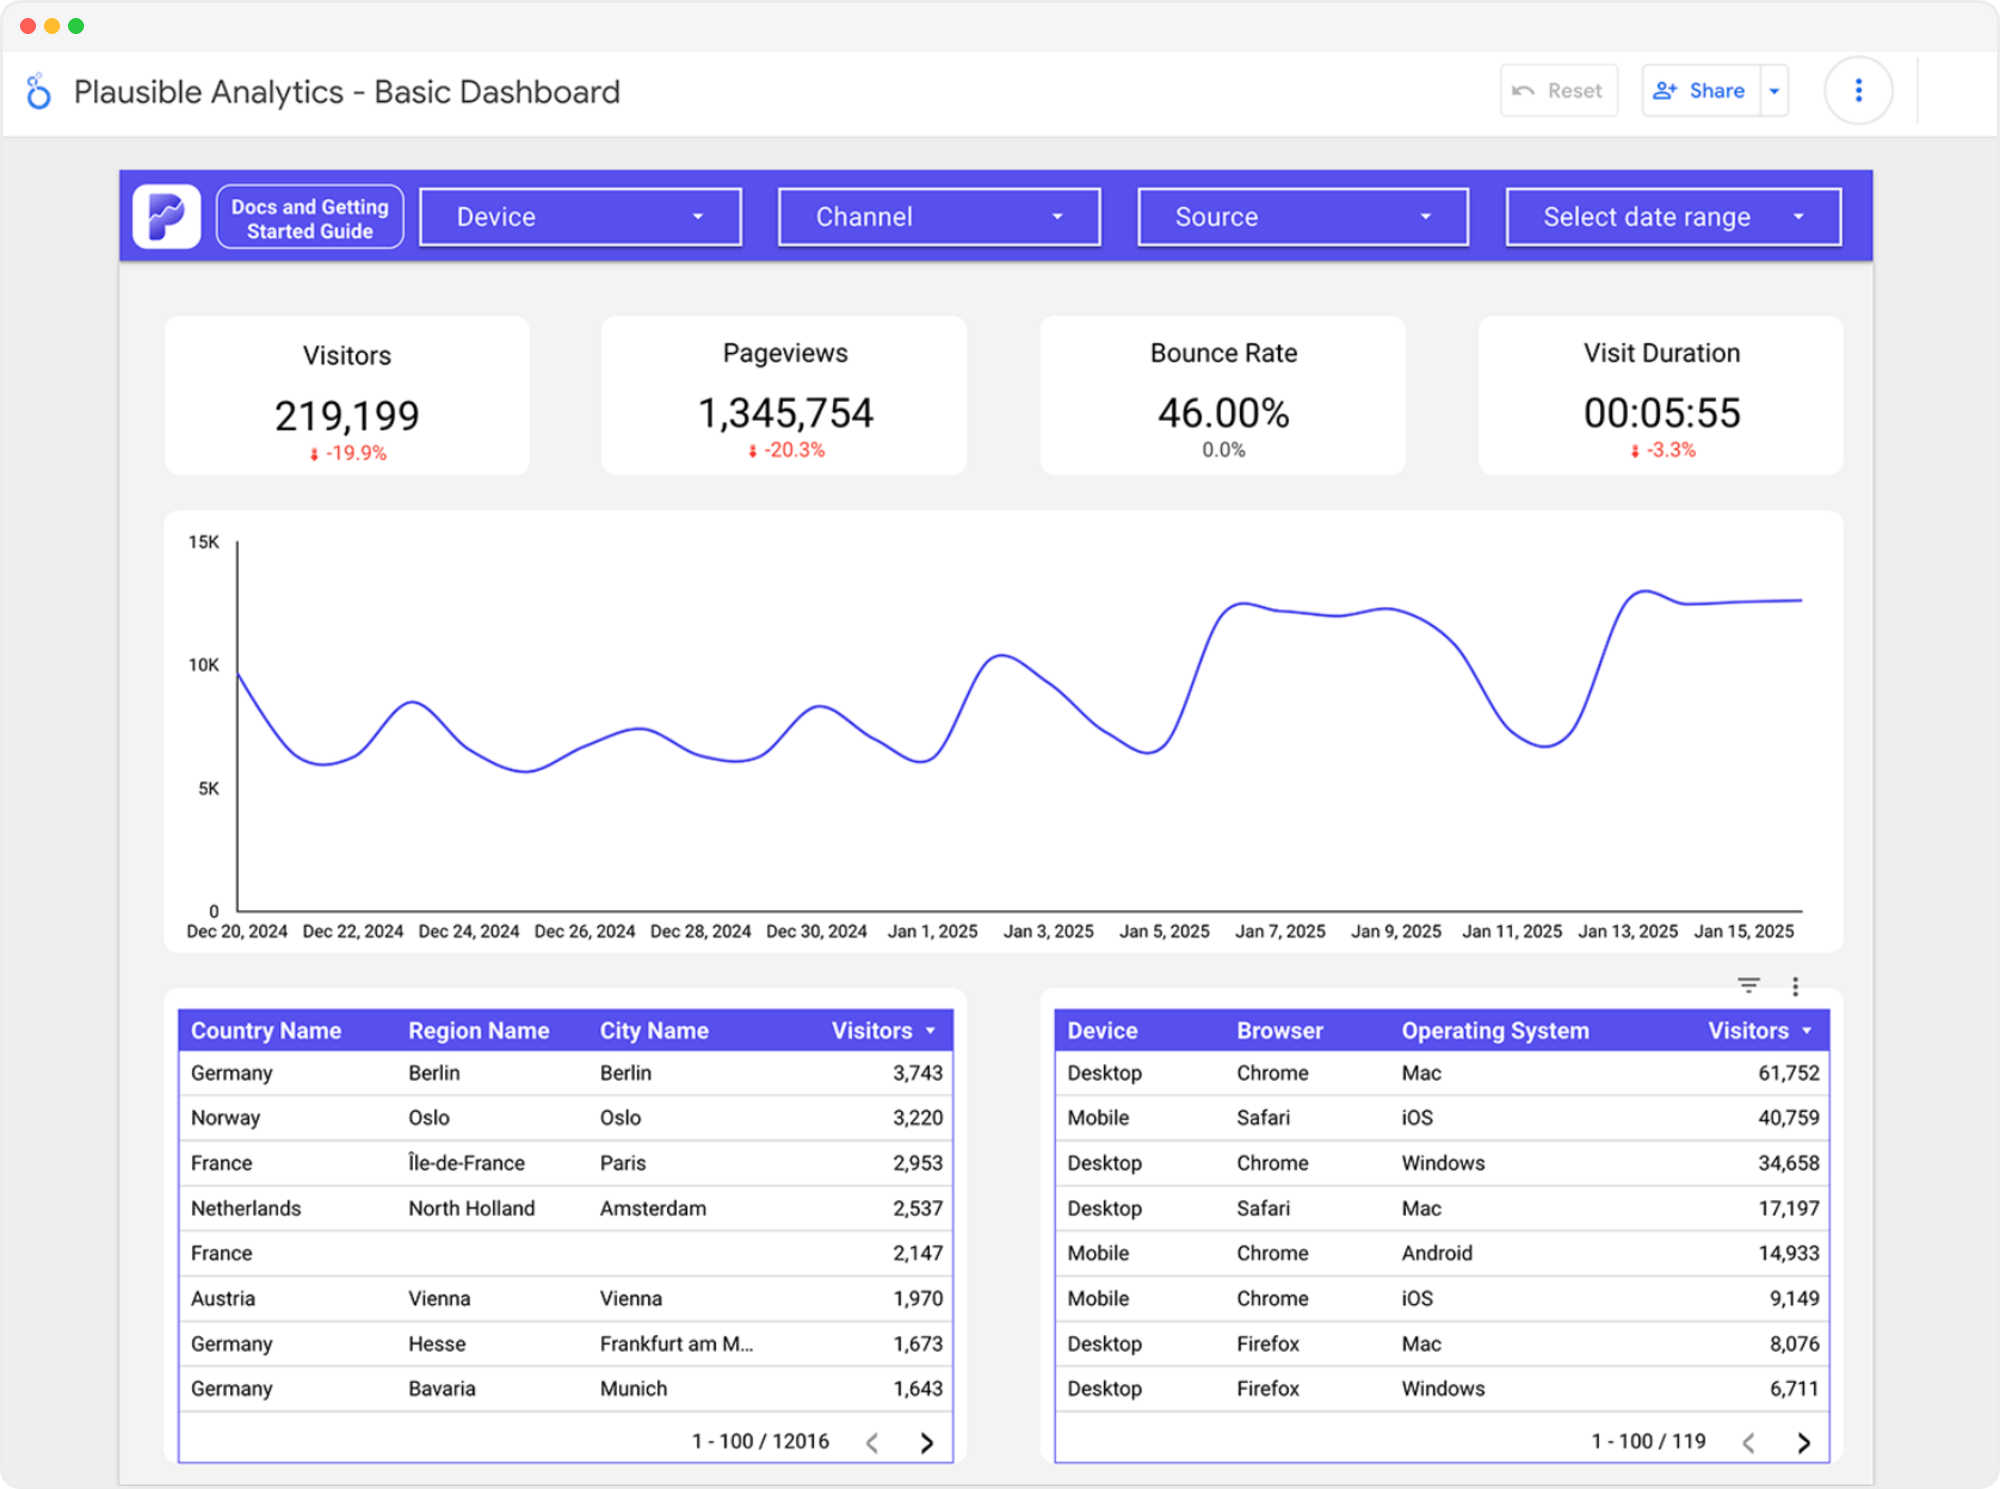 Plausible Analytics - Basic Dashboard
Reset
Share
Docs and Getting
Started Guide
Device
Channel
Source
Select date range
Visitors
219,199
-19.9%
Pageviews
1,345,754
-20.3%
Bounce Rate
46.00%
0.0%
Visit Duration
00:05:55
-3.3%
15K
10K
5K
0
Dec 20, 2024 Dec 22, 2024 Dec 24, 2024 Dec 26, 2024 Dec 28, 2024 Dec 30, 2024 Jan 1, 2025 Jan 3, 2025 Jan 5, 2025 Jan 7, 2025 Jan 9, 2025 Jan 11, 2025 Jan 13, 2025 Jan 15, 2025
Country Name Region Name City Name Visitors
Germany Berlin Berlin 3,743
Norway Oslo Oslo 3,220
France Île-de-France Paris 2,953
Netherlands North Holland Amsterdam 2,537
France 2,147
Austria Vienna Vienna 1,970
Germany Hesse Frankfurt am M... 1,673
Germany Bavaria Munich 1,643
1 - 100 / 12016
Device Browser Operating System Visitors
Desktop Chrome Mac 61,752
Mobile Safari iOS 40,759
Desktop Chrome Windows 34,658
Desktop Safari Mac 17,197
Mobile Chrome Android 14,933
Mobile Chrome iOS 9,149
Desktop Firefox Mac 8,076
Desktop Firefox Windows 6,711
1 - 100 / 119